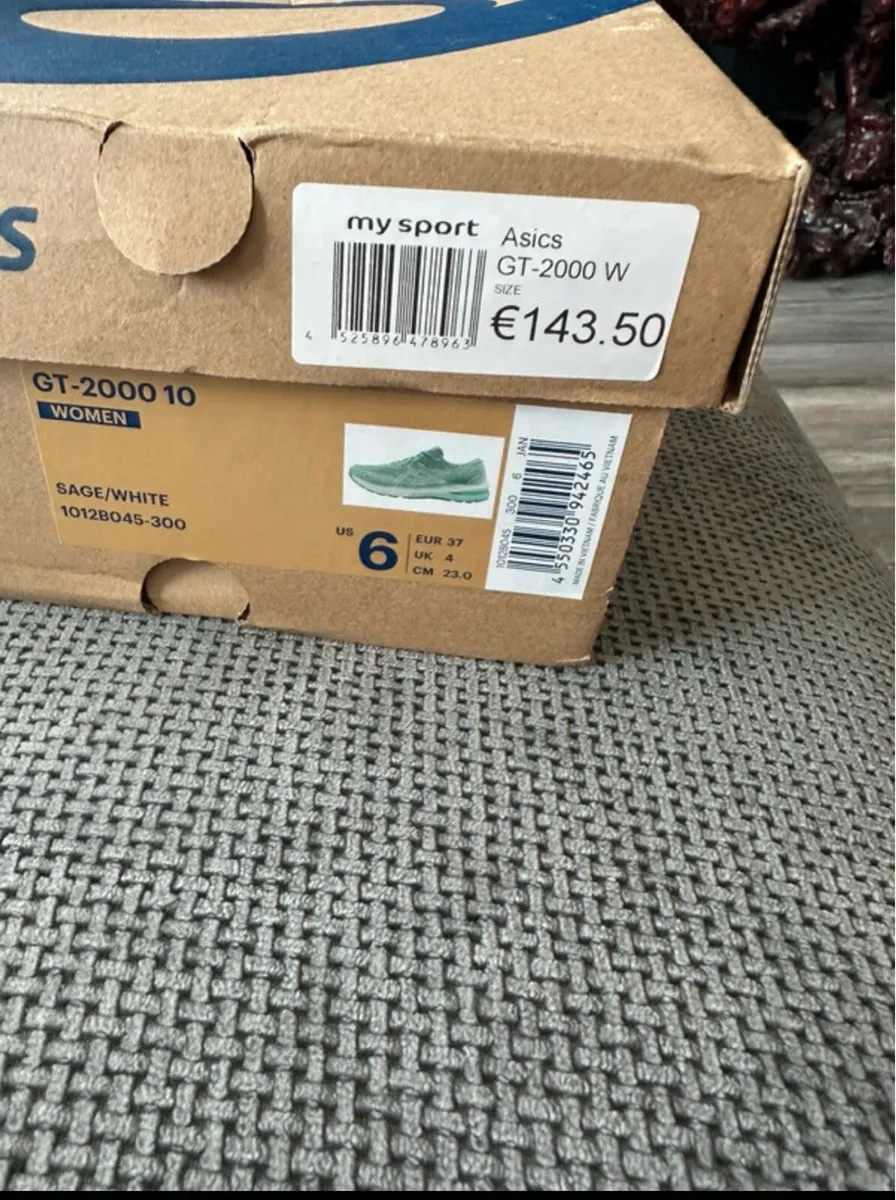 s
my sport
Asics
GT-2000 W
SIZE
€143.50
4 525896 478963
GT-2000 10
WOMEN
SAGE/WHITE
1012B045-300
US
6
EUR 37
UK 4
CM 23.0
1012B045 300 6 JAN
4 550330 942465
MADE IN VIETNAM / FABRIQUE AU VIETNAM